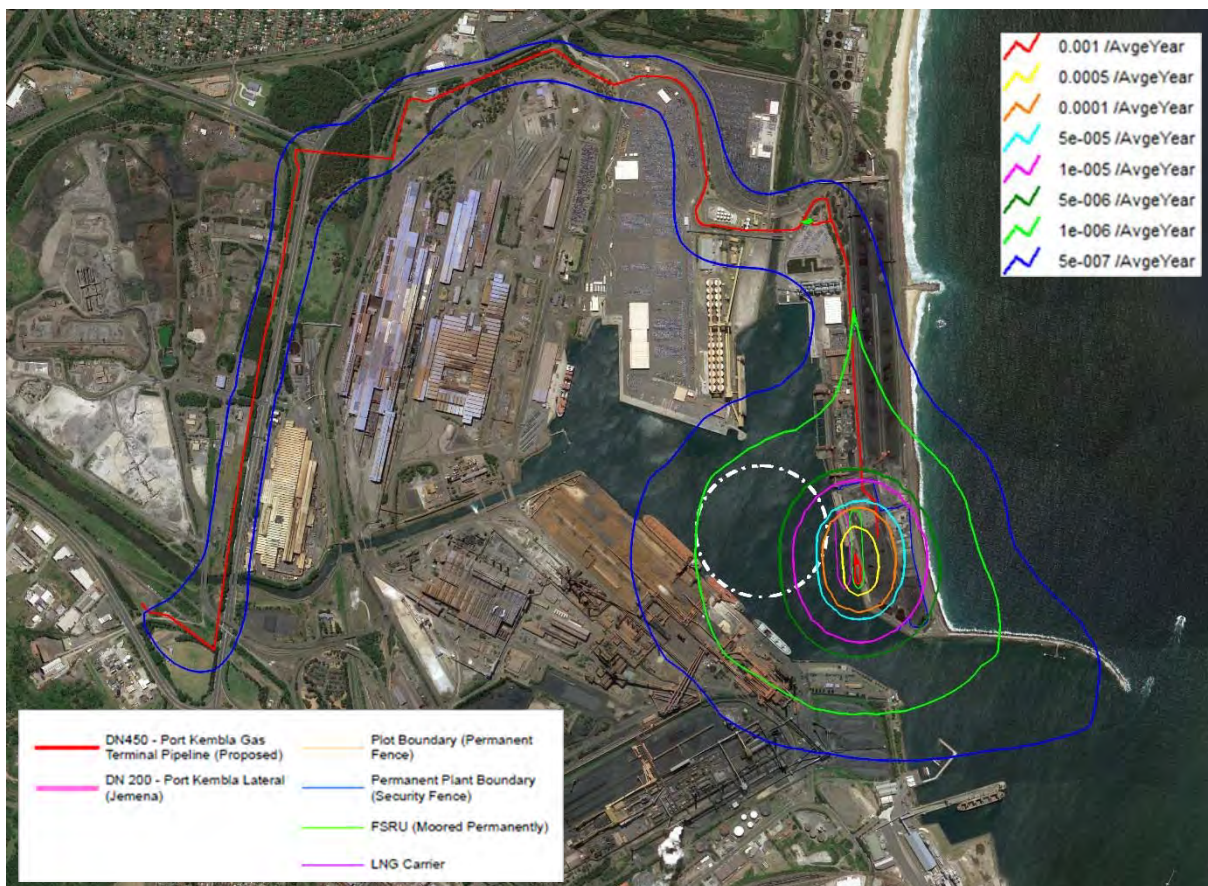 0.001 /AvgeYear
0.0005 /AvgeYear
0.0001 /AvgeYear
5e-005 /AvgeYear
1e-005 /AvgeYear
5e-006 /AvgeYear
1e-006 /AvgeYear
5e-007 /AvgeYear
DN450 - Port Kembla Gas
Terminal Pipeline (Proposed)
DN 200 - Port Kembla Lateral
(Jemena)
Plot Boundary (Permanent
Fence)
Permanent Plant Boundary
(Security Fence)
FSRU (Moored Permanently)
LNG Carrier